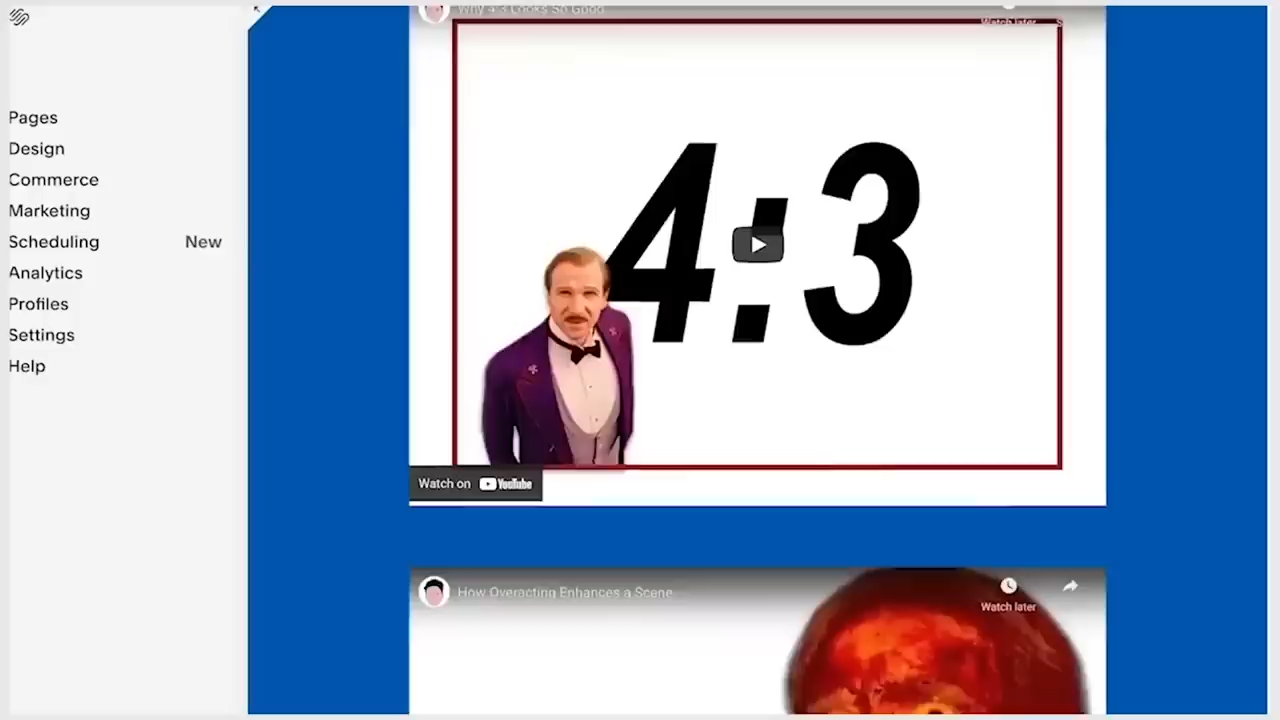 Why 4:3 Looks So Good
Watch later
S
Pages
Design
Commerce
Marketing
Scheduling New
Analytics
Profiles
Settings
Help
4:3
Watch on YouTube
How Overacting Enhances a Scene
Watch later